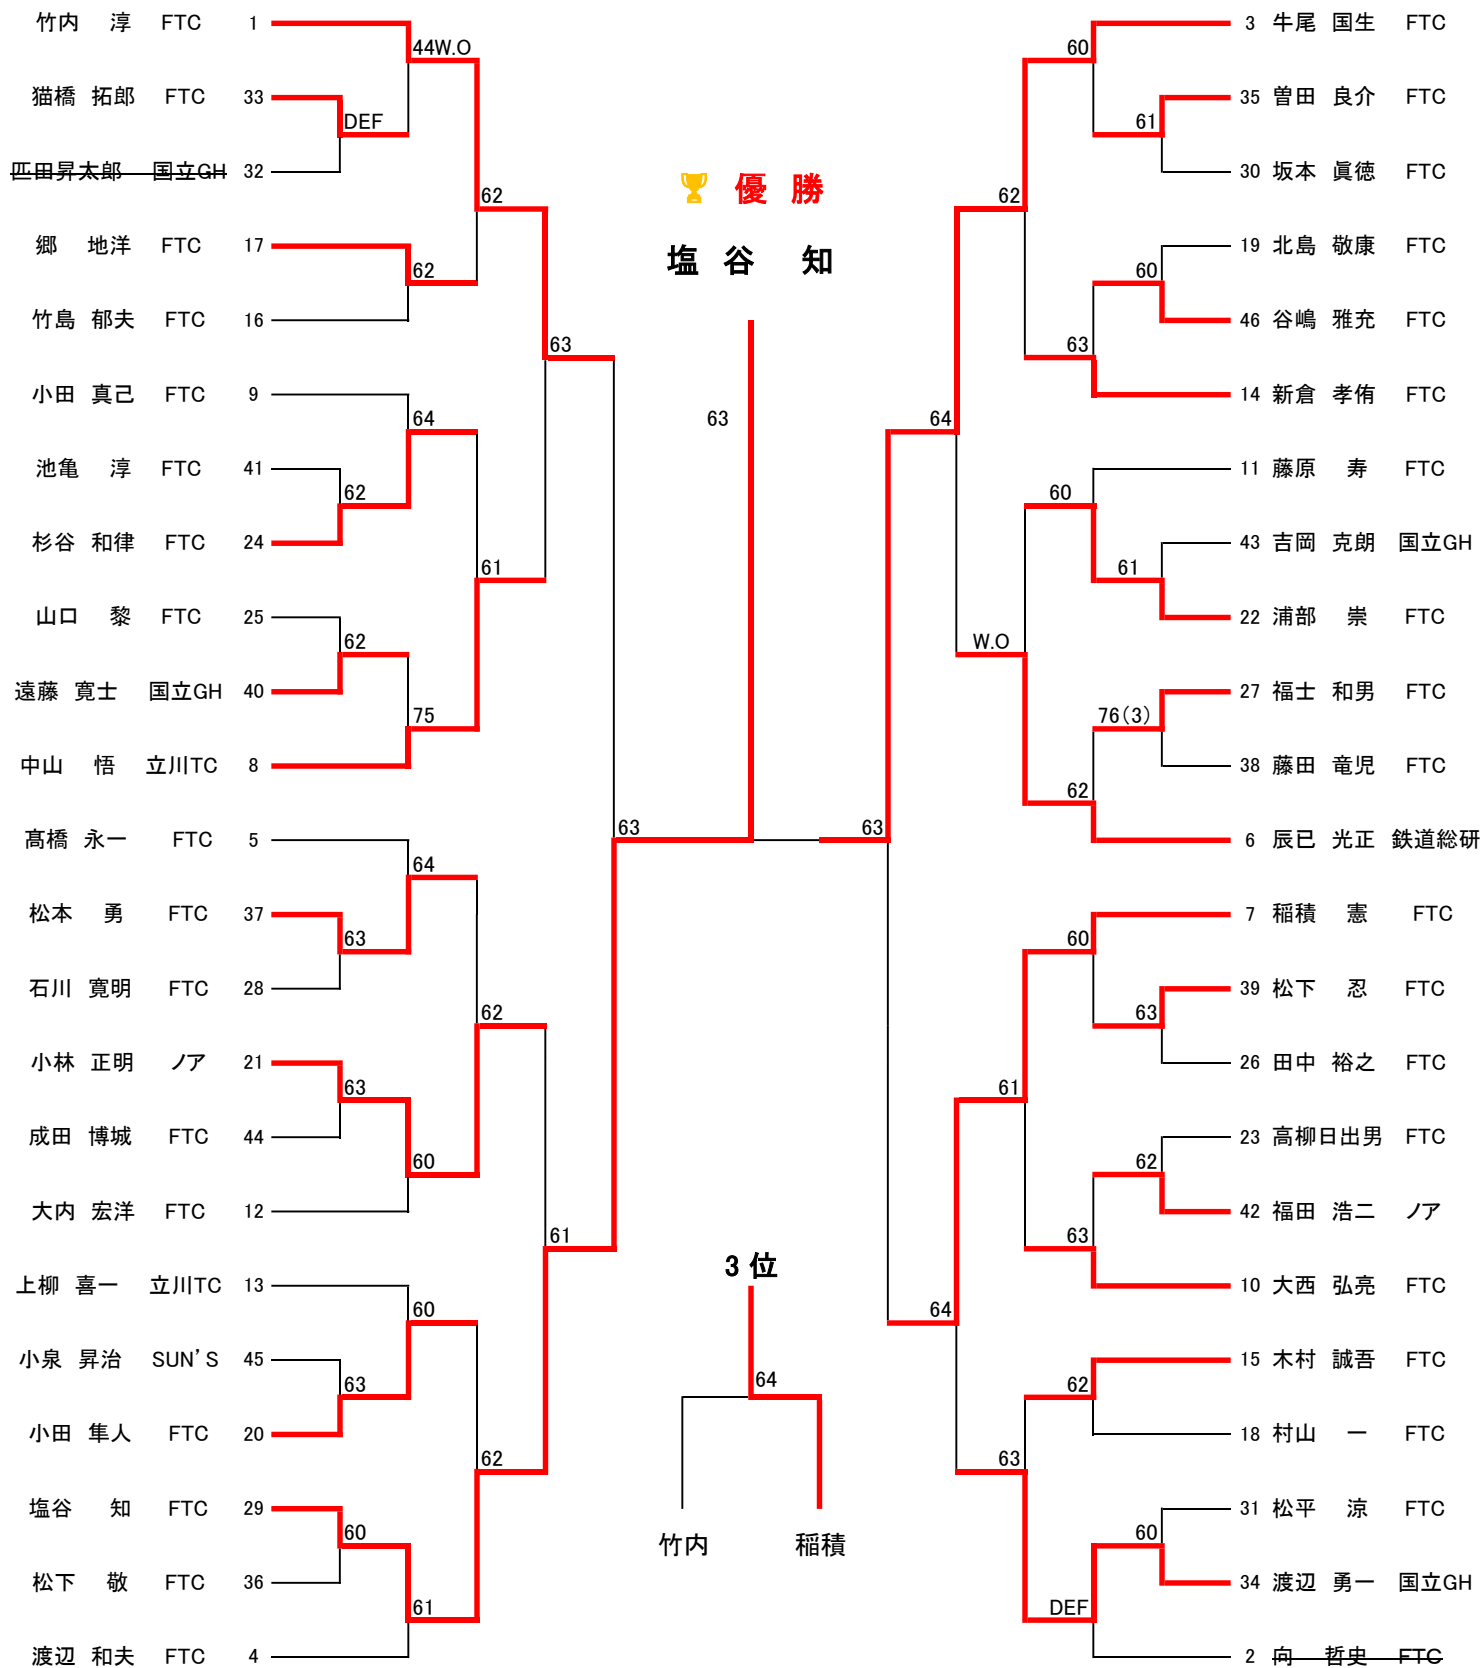 竹内 淳 FTC 1
44W.O
猫橋 拓郎 FTC 33
DEF
匹田昇太郎 国立GH 32
62
郷 地洋 FTC 17
62
竹島 郁夫 FTC 16
63
小田 真己 FTC 9
64
池亀 淳 FTC 41
62
杉谷 和律 FTC 24
61
山口 黎 FTC 25
62
遠藤 寛士 国立GH 40
75
中山 悟 立川TC 8
63
髙橋 永一 FTC 5
64
松本 勇 FTC 37
63
石川 寛明 FTC 28
62
小林 正明 ノア 21
63
成田 博城 FTC 44
60
大内 宏洋 FTC 12
61
上柳 喜一 立川TC 13
60
小泉 昇治 SUN'S 45
63
小田 隼人 FTC 20
62
塩谷 知 FTC 29
60
松下 敬 FTC 36
61
渡辺 和夫 FTC 4
優 勝
塩 谷 知
63
3 位
64
竹内 稲積
3 牛尾 国生 FTC
60
35 曽田 良介 FTC
61
30 坂本 眞徳 FTC
62
19 北島 敬康 FTC
60
46 谷嶋 雅充 FTC
63
14 新倉 孝侑 FTC
64
11 藤原 寿 FTC
60
43 吉岡 克朗 国立GH
61
22 浦部 崇 FTC
W.O
27 福士 和男 FTC
76(3)
38 藤田 竜児 FTC
62
6 辰已 光正 鉄道総研
63
7 稲積 憲 FTC
60
39 松下 忍 FTC
63
26 田中 裕之 FTC
61
23 高柳日出男 FTC
62
42 福田 浩二 ノア
63
10 大西 弘亮 FTC
64
15 木村 誠吾 FTC
62
18 村山 一 FTC
63
31 松平 涼 FTC
60
34 渡辺 勇一 国立GH
DEF
2 向 哲史 FTC